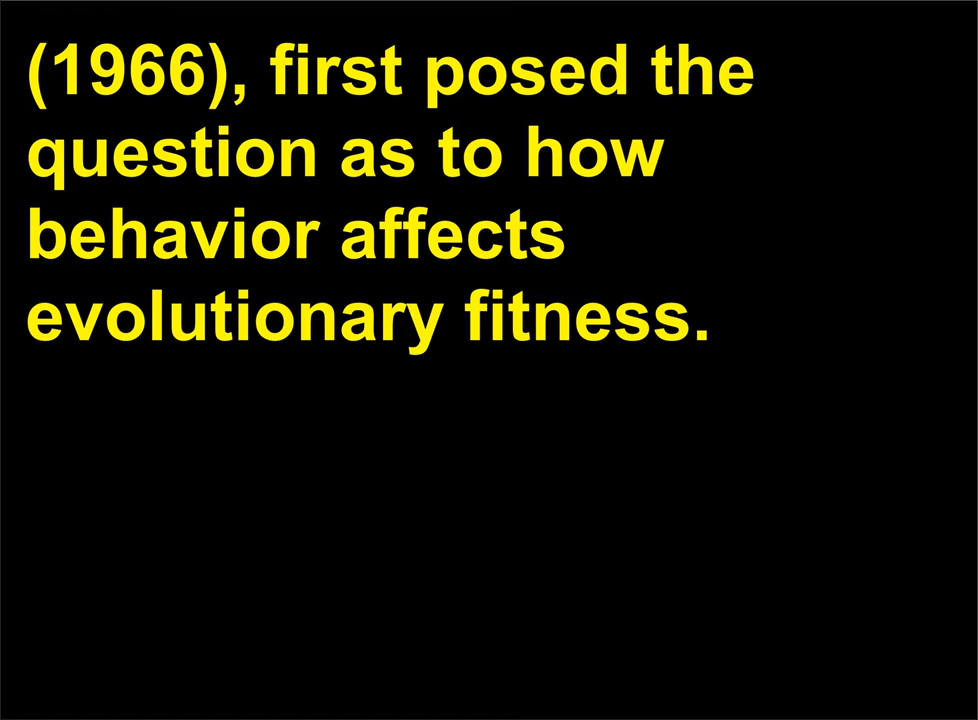 (1966), first posed the
question as to how
behavior affects
evolutionary fitness.